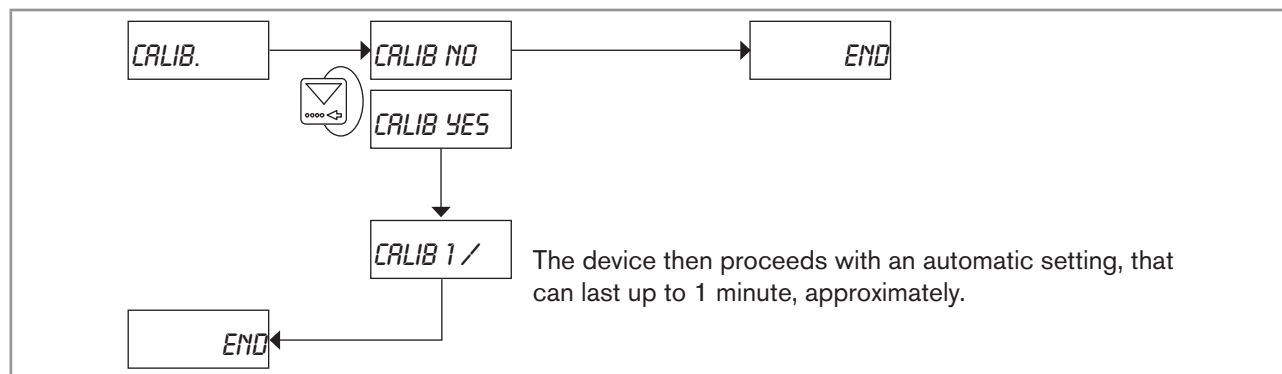 CALIB.
CALIB NO
END
CALIB YES
CALIB 1 /
The device then proceeds with an automatic setting, that
can last up to 1 minute, approximately.
END